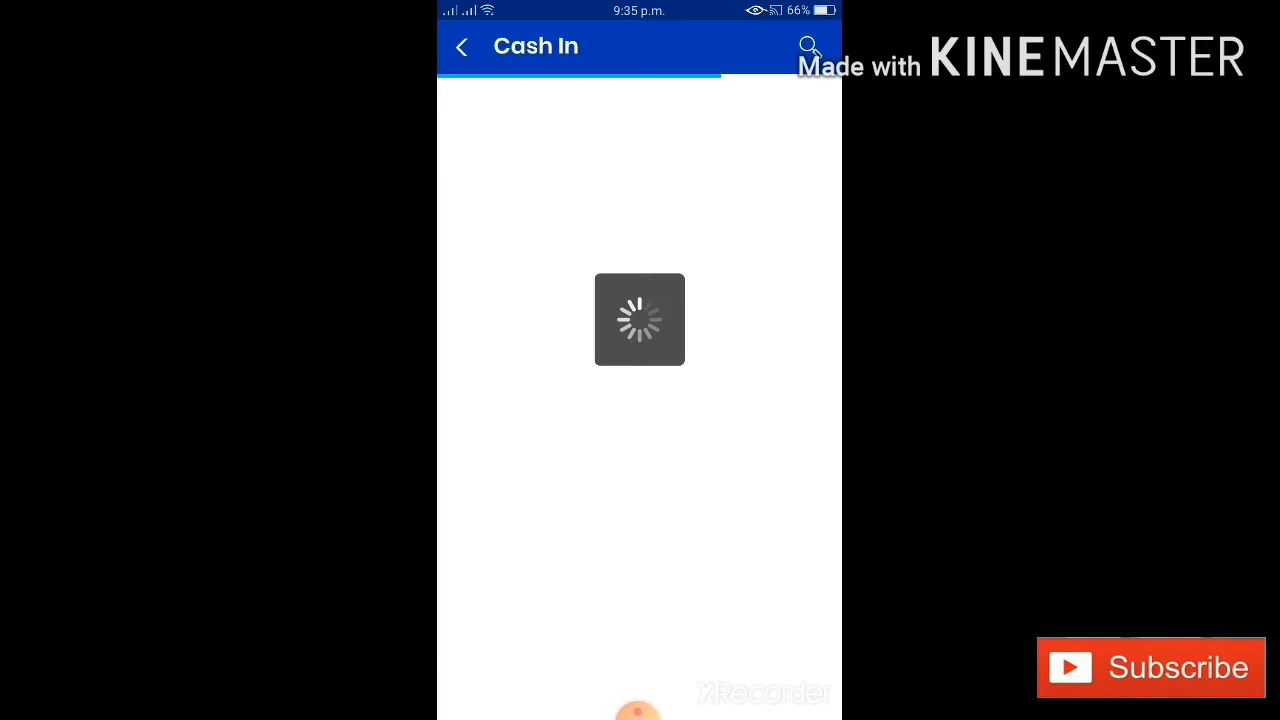 9:35 p.m.
66%
Cash In
Made with KINEMASTER
XRecorder
Subscribe